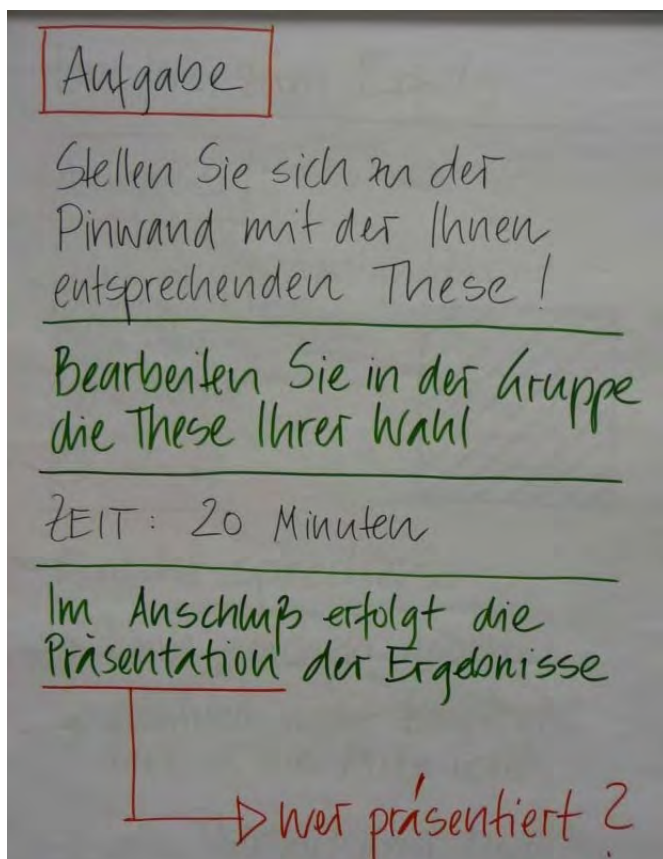 Aufgabe
Stellen Sie sich zu der
Pinwand mit der Ihnen
entsprechenden These!
Bearbeiten Sie in der Gruppe
die These Ihrer Wahl
ZEIT: 20 Minuten
Im Anschluß erfolgt die
Präsentation der Ergebnisse
wer präsentiert?